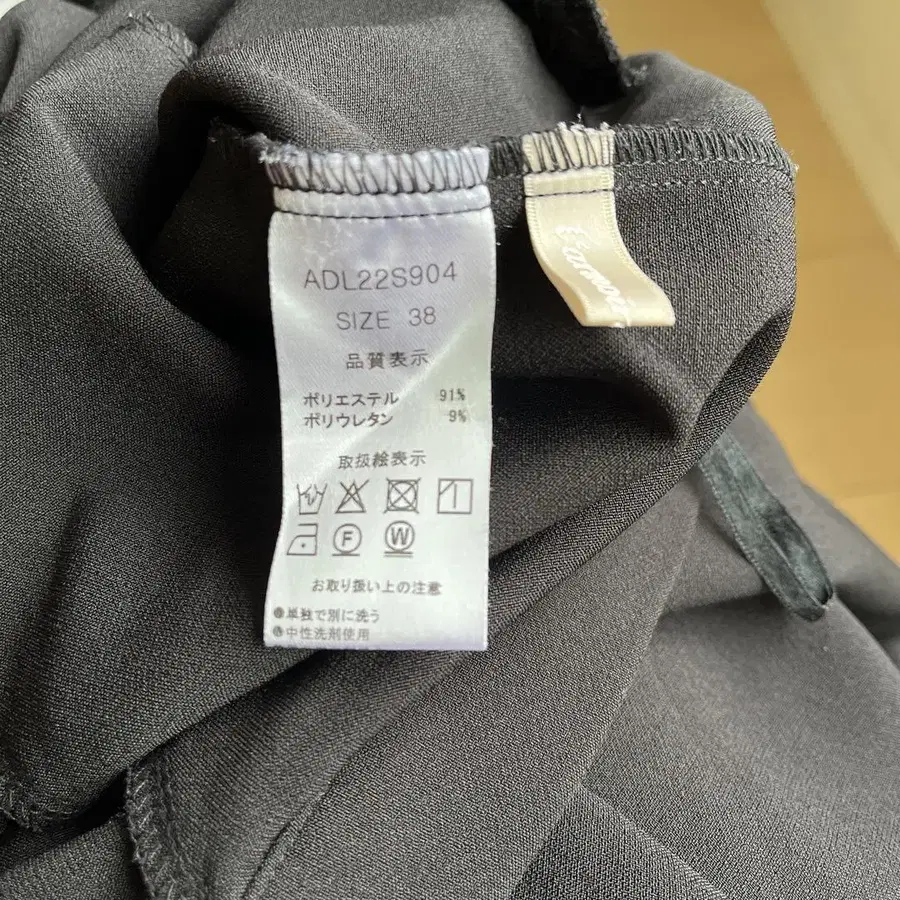 ADL22S904
SIZE 38
品質表示
ポリエステル 91%
ポリウレタン 9%
取扱絵表示
F W
お取り扱い上の注意
●単独で別に洗う
●中性洗剤使用